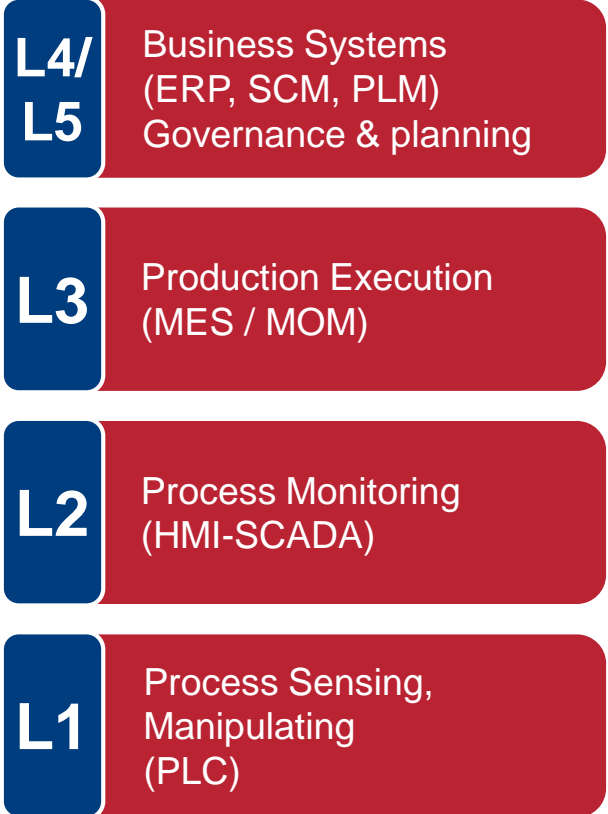 L4/
L5
Business Systems
(ERP, SCM, PLM)
Governance & planning
L3
Production Execution
(MES / MOM)
L2
Process Monitoring
(HMI-SCADA)
L1
Process Sensing,
Manipulating
(PLC)